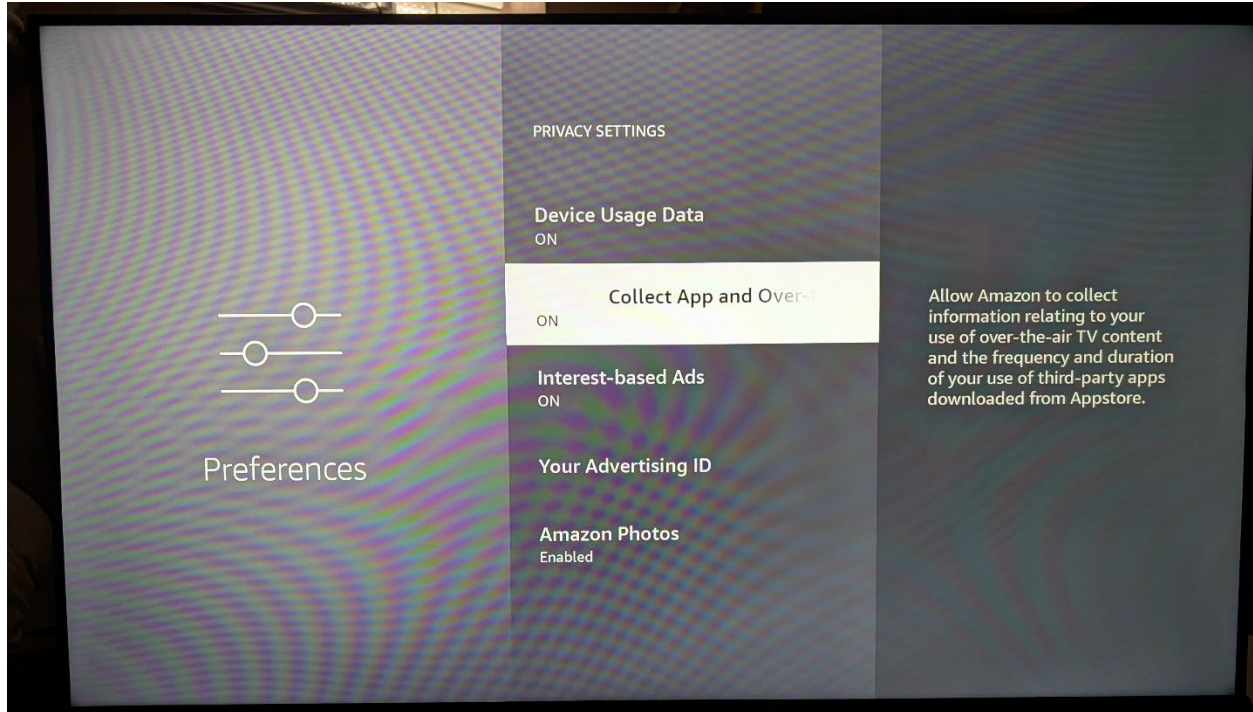 PRIVACY SETTINGS
Device Usage Data
ON
Collect App and Over-
ON
Interest-based Ads
ON
Your Advertising ID
Amazon Photos
Enabled
Preferences
Allow Amazon to collect
information relating to your
use of over-the-air TV content
and the frequency and duration
of your use of third-party apps
downloaded from Appstore.